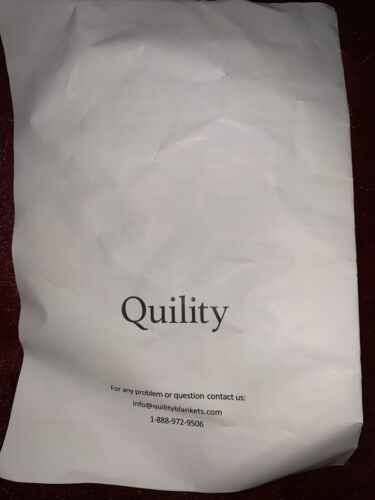 Quility
For any problem or question contact us:
info@quilityblankets.com
1-888-972-9506